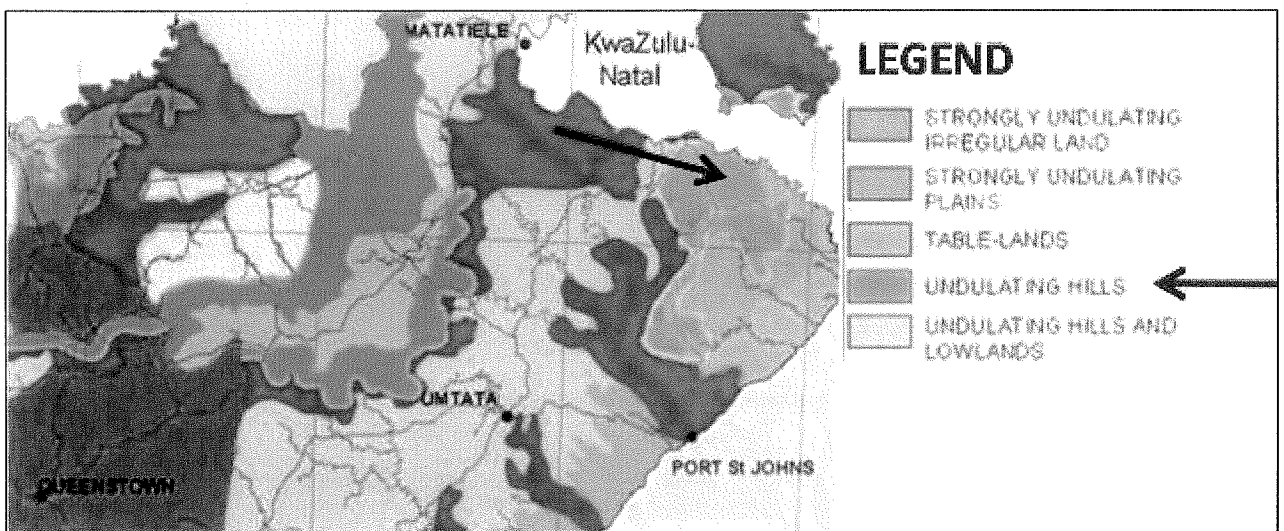 MATATIELE
KwaZulu-
Natal
UMTATA
PORT St JOHNS
QUEENSTOWN
LEGEND
STRONGLY UNDULATING
IRREGULAR LAND
STRONGLY UNDULATING
PLAINS
TABLE-LANDS
UNDULATING HILLS
UNDULATING HILLS AND
LOWLANDS